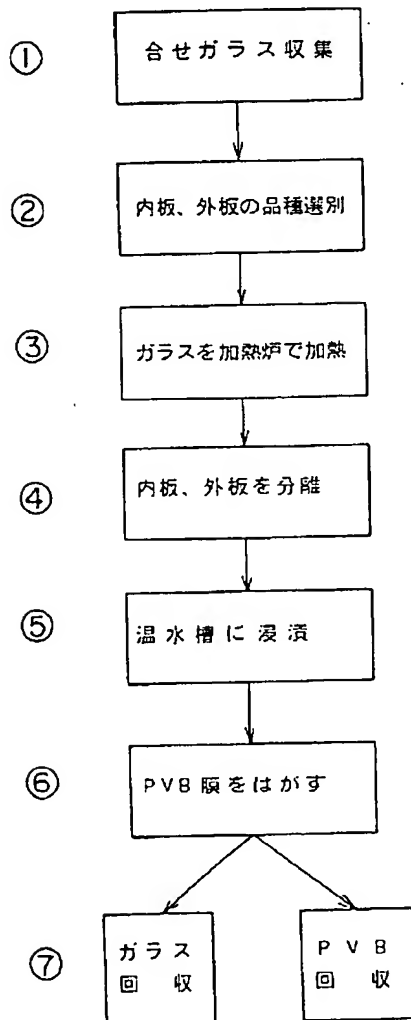 ① 合せガラス収集
② 内板、外板の品種選別
③ ガラスを加熱炉で加熱
④ 内板、外板を分離
⑤ 温水槽に浸漬
⑥ PVB膜をはがす
⑦ ガラス PVB
回収 回収